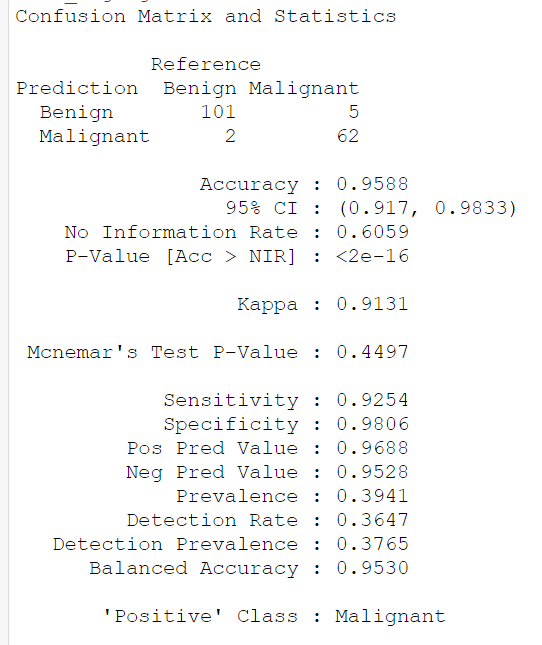 Confusion Matrix and Statistics
Reference
Prediction Benign Malignant
Benign 101 5
Malignant 2 62
Accuracy : 0.9588
95% CI : (0.917, 0.9833)
No Information Rate : 0.6059
P-Value [Acc > NIR] : <2e-16
Kappa : 0.9131
Mcnemar's Test P-Value : 0.4497
Sensitivity : 0.9254
Specificity : 0.9806
Pos Pred Value : 0.9688
Neg Pred Value : 0.9528
Prevalence : 0.3941
Detection Rate : 0.3647
Detection Prevalence : 0.3765
Balanced Accuracy : 0.9530
'Positive' Class : Malignant